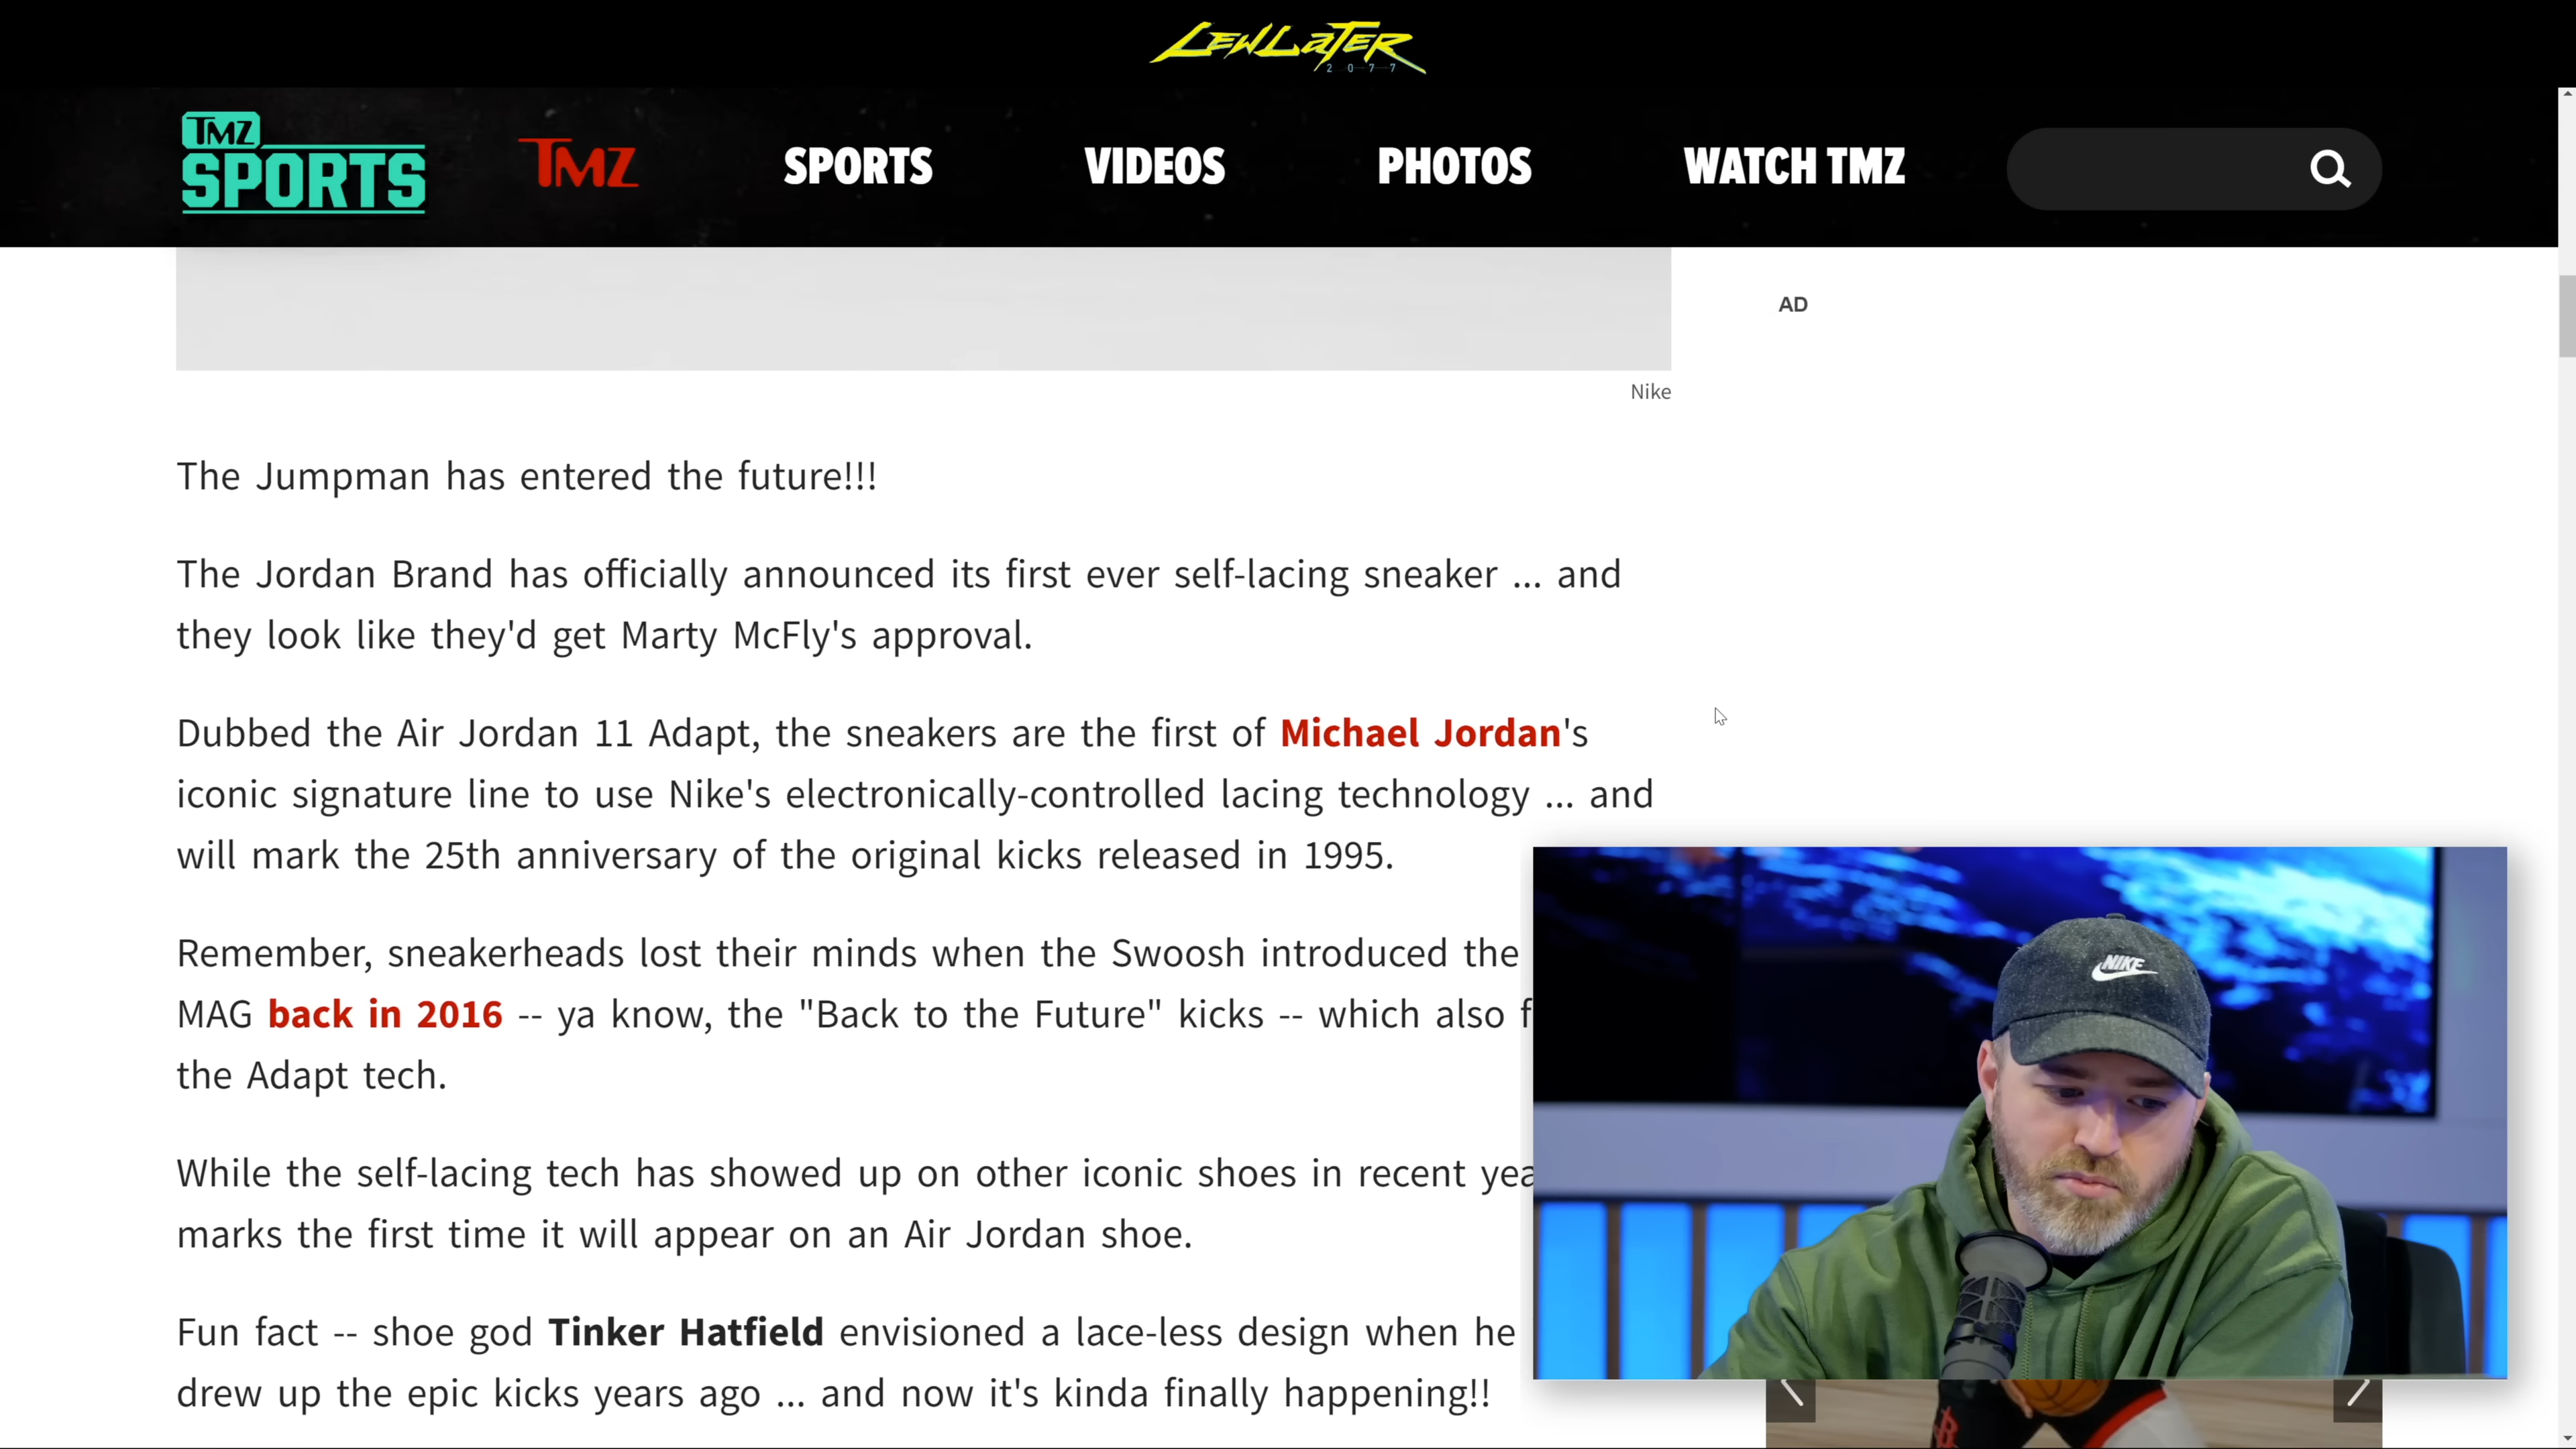 LEWLATER
2077
TMZ
SPORTS
TMZ
SPORTS
VIDEOS
PHOTOS
WATCH TMZ
AD
Nike
The Jumpman has entered the future!!!
The Jordan Brand has officially announced its first ever self-lacing sneaker ... and
they look like they'd get Marty McFly's approval.
Dubbed the Air Jordan 11 Adapt, the sneakers are the first of Michael Jordan's
iconic signature line to use Nike's electronically-controlled lacing technology ... and
will mark the 25th anniversary of the original kicks released in 1995.
Remember, sneakerheads lost their minds when the Swoosh introduced the
MAG back in 2016 -- ya know, the "Back to the Future" kicks -- which also
the Adapt tech.
While the self-lacing tech has showed up on other iconic shoes in recent
marks the first time it will appear on an Air Jordan shoe.
Fun fact -- shoe god Tinker Hatfield envisioned a lace-less design when he
drew up the epic kicks years ago ... and now it's kinda finally happening!!
NIKE